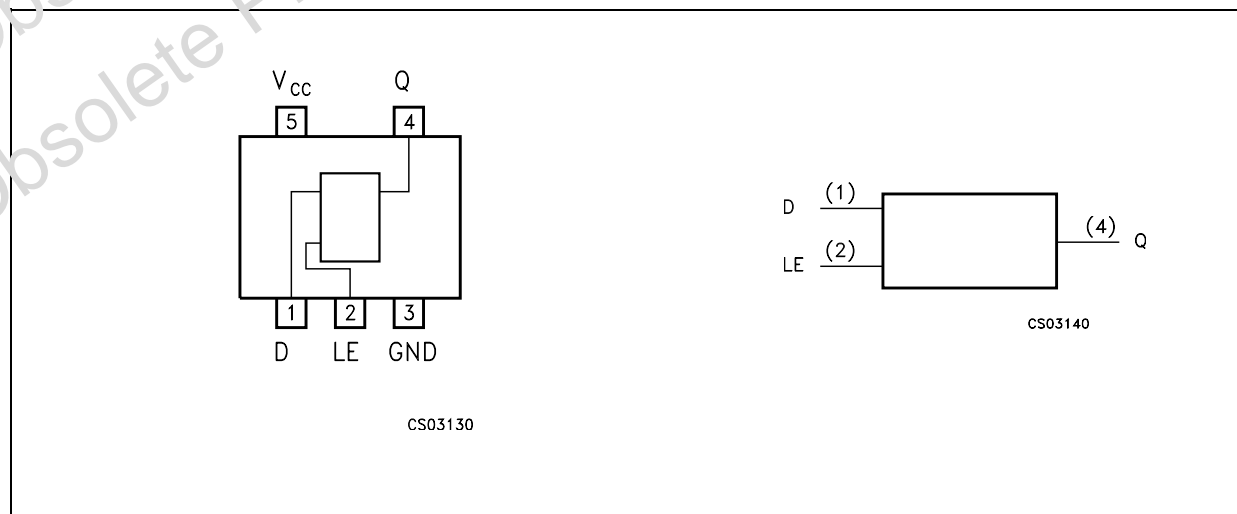 obsolete
V CC Q
5 4
1 2 3
D LE GND
CS03130
D (1)
LE (2)
(4) Q
CS03140